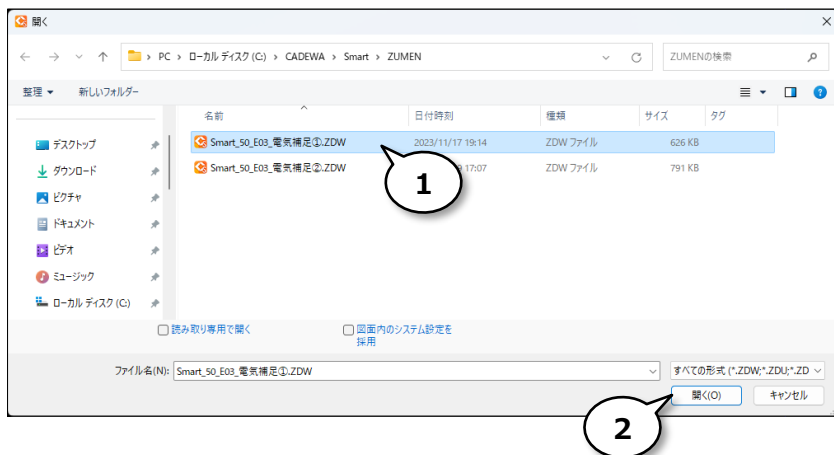 開く
PC > ローカル ディスク (C:) > CADEWA > Smart > ZUMEN
ZUMENの検索
整理 新しいフォルダー
名前 日付時刻 種類 サイズ タグ
デスクトップ
ダウンロード
ピクチャ
ドキュメント
ビデオ
ミュージック
ローカル ディスク (C:)
Smart_50_E03_電気補足①.ZDW 2023/11/17 19:14 ZDW ファイル 626 KB
Smart_50_E03_電気補足②.ZDW 17:07 ZDW ファイル 791 KB
1
読み取り専用で開く
図面内のシステム設定を
採用
ファイル名(N): Smart_50_E03_電気補足①.ZDW
すべての形式 (*.ZDW;*.ZDU;*.ZD
開く(O) キャンセル
2